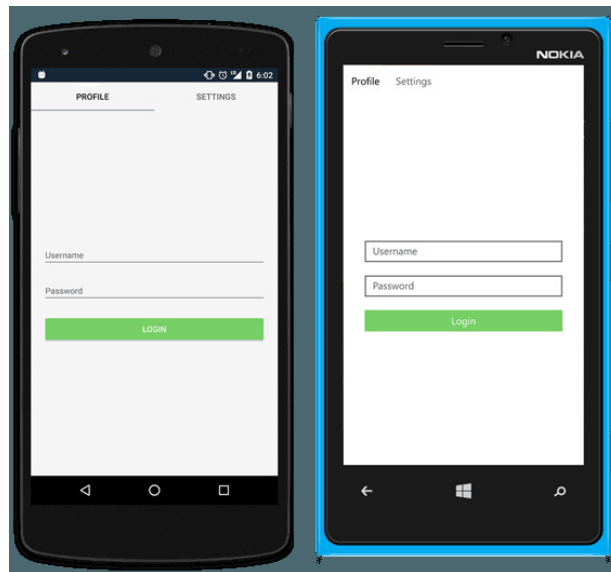 6:02
PROFILE SETTINGS
Username
Password
LOGIN
NOKIA
Profile Settings
Username
Password
Login